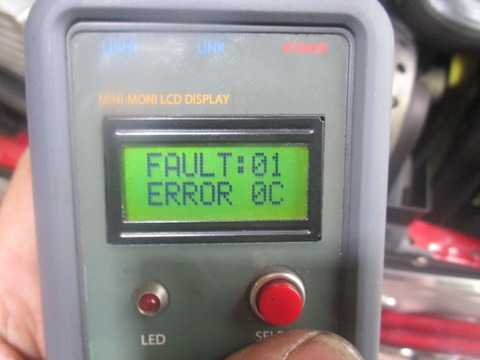 LIGHT LINK POWER
MINI-MONI LCD DISPLAY
FAULT:01
ERROR 0C
LED